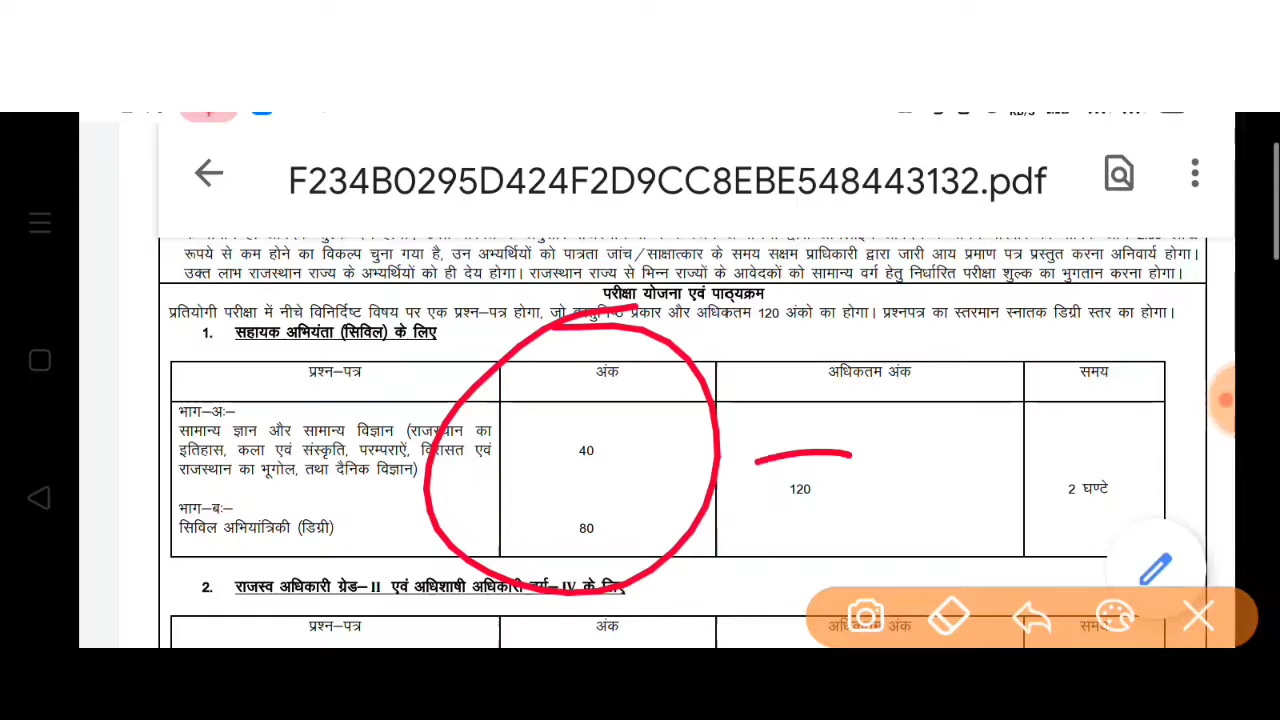 F234B0295D424F2D9CC8EBE548443132.pdf
रूपये से कम होने का विकल्प चुना गया है, उन अभ्यर्थियों को पात्रता जांच/साक्षात्कार के समय सक्षम प्राधिकारी द्वारा जारी आय प्रमाण पत्र प्रस्तुत करना अनिवार्य होगा।
उक्त लाभ राजस्थान राज्य के अभ्यर्थियों को ही देय होगा। राजस्थान राज्य से भिन्न राज्यों के आवेदकों को सामान्य वर्ग हेतु निर्धारित परीक्षा शुल्क का भुगतान करना होगा।
परीक्षा योजना एवं पाठ्यक्रम
प्रतियोगी परीक्षा में नीचे विनिर्दिष्ट विषय पर एक प्रश्न–पत्र होगा, जो वस्तुनिष्ठ प्रकार और अधिकतम 120 अंको का होगा। प्रश्नपत्र का स्तरमान स्नातक डिग्री स्तर का होगा।
1. सहायक अभियंता (सिविल) के लिए
प्रश्न–पत्र अंक अधिकतम अंक समय
भाग–अः–
सामान्य ज्ञान और सामान्य विज्ञान (राजस्थान का
इतिहास, कला एवं संस्कृति, परम्पराऐं, विरासत एवं 40
राजस्थान का भूगोल, तथा दैनिक विज्ञान)
120 2 घण्टे
भाग–बः–
सिविल अभियांत्रिकी (डिग्री) 80
2. राजस्व अधिकारी ग्रेड–II एवं अधिशाषी अधिकारी वर्ग–IV के लिए
प्रश्न–पत्र अंक अधिकतम अंक समय